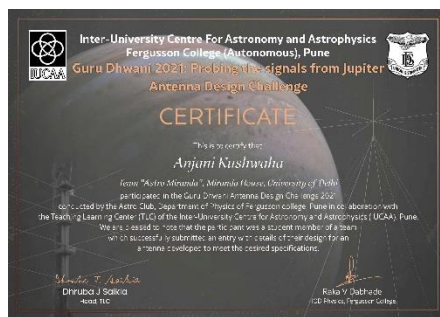 Inter-University Centre For Astronomy and Astrophysics
Fergusson College (Autonomous), Pune
IUCAA
Guru Dhwani 2021: Probing the signals from Jupiter
Antenna Design Challenge
CERTIFICATE
This is to certify that
Anjani Kushwaha
Team "Astro Miranda", Miranda House, University of Delhi
participated in the Guru Dhwani Antenna Design Challenge 2021
conducted by the Astro Club, Department of Physics of Fergusson college, Pune in collaboration with
the Teaching Learning Center (TLC) of the Inter-University Centre for Astronomy and Astrophysics (IUCAA), Pune.
We are pleased to note that the participant was a student member of a team
which successfully submitted an entry with details of their design for an
antenna developed to meet the desired specifications.
Dhruba J. Saikia
Dhruba J Saikia
Head, TLC
Raka V Dabhade
HOD Physics, Fergusson College